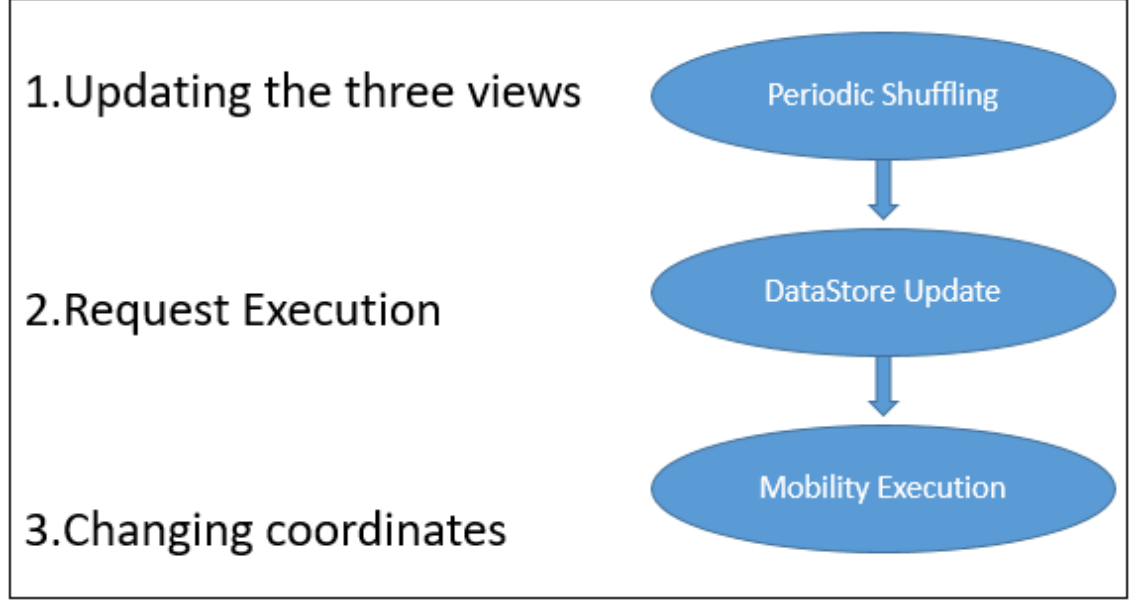 1.Updating the three views
Periodic Shuffling
2.Request Execution
DataStore Update
3.Changing coordinates
Mobility Execution